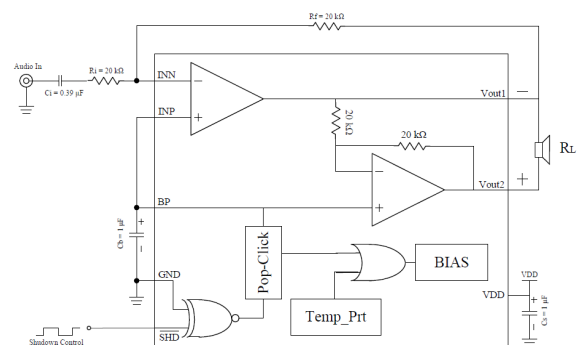 Rf = 20 kΩ
Audio In
Ri = 20 kΩ
Ci = 0.39 μF
INN
INP
Vout1
20 kΩ
20 kΩ
RL
Vout2
BP
Cb = 1 μF
Pop-Click
BIAS
GND
VDD
VDD
Cs = 1 μF
Temp_Prt
SHD
Shudown Control